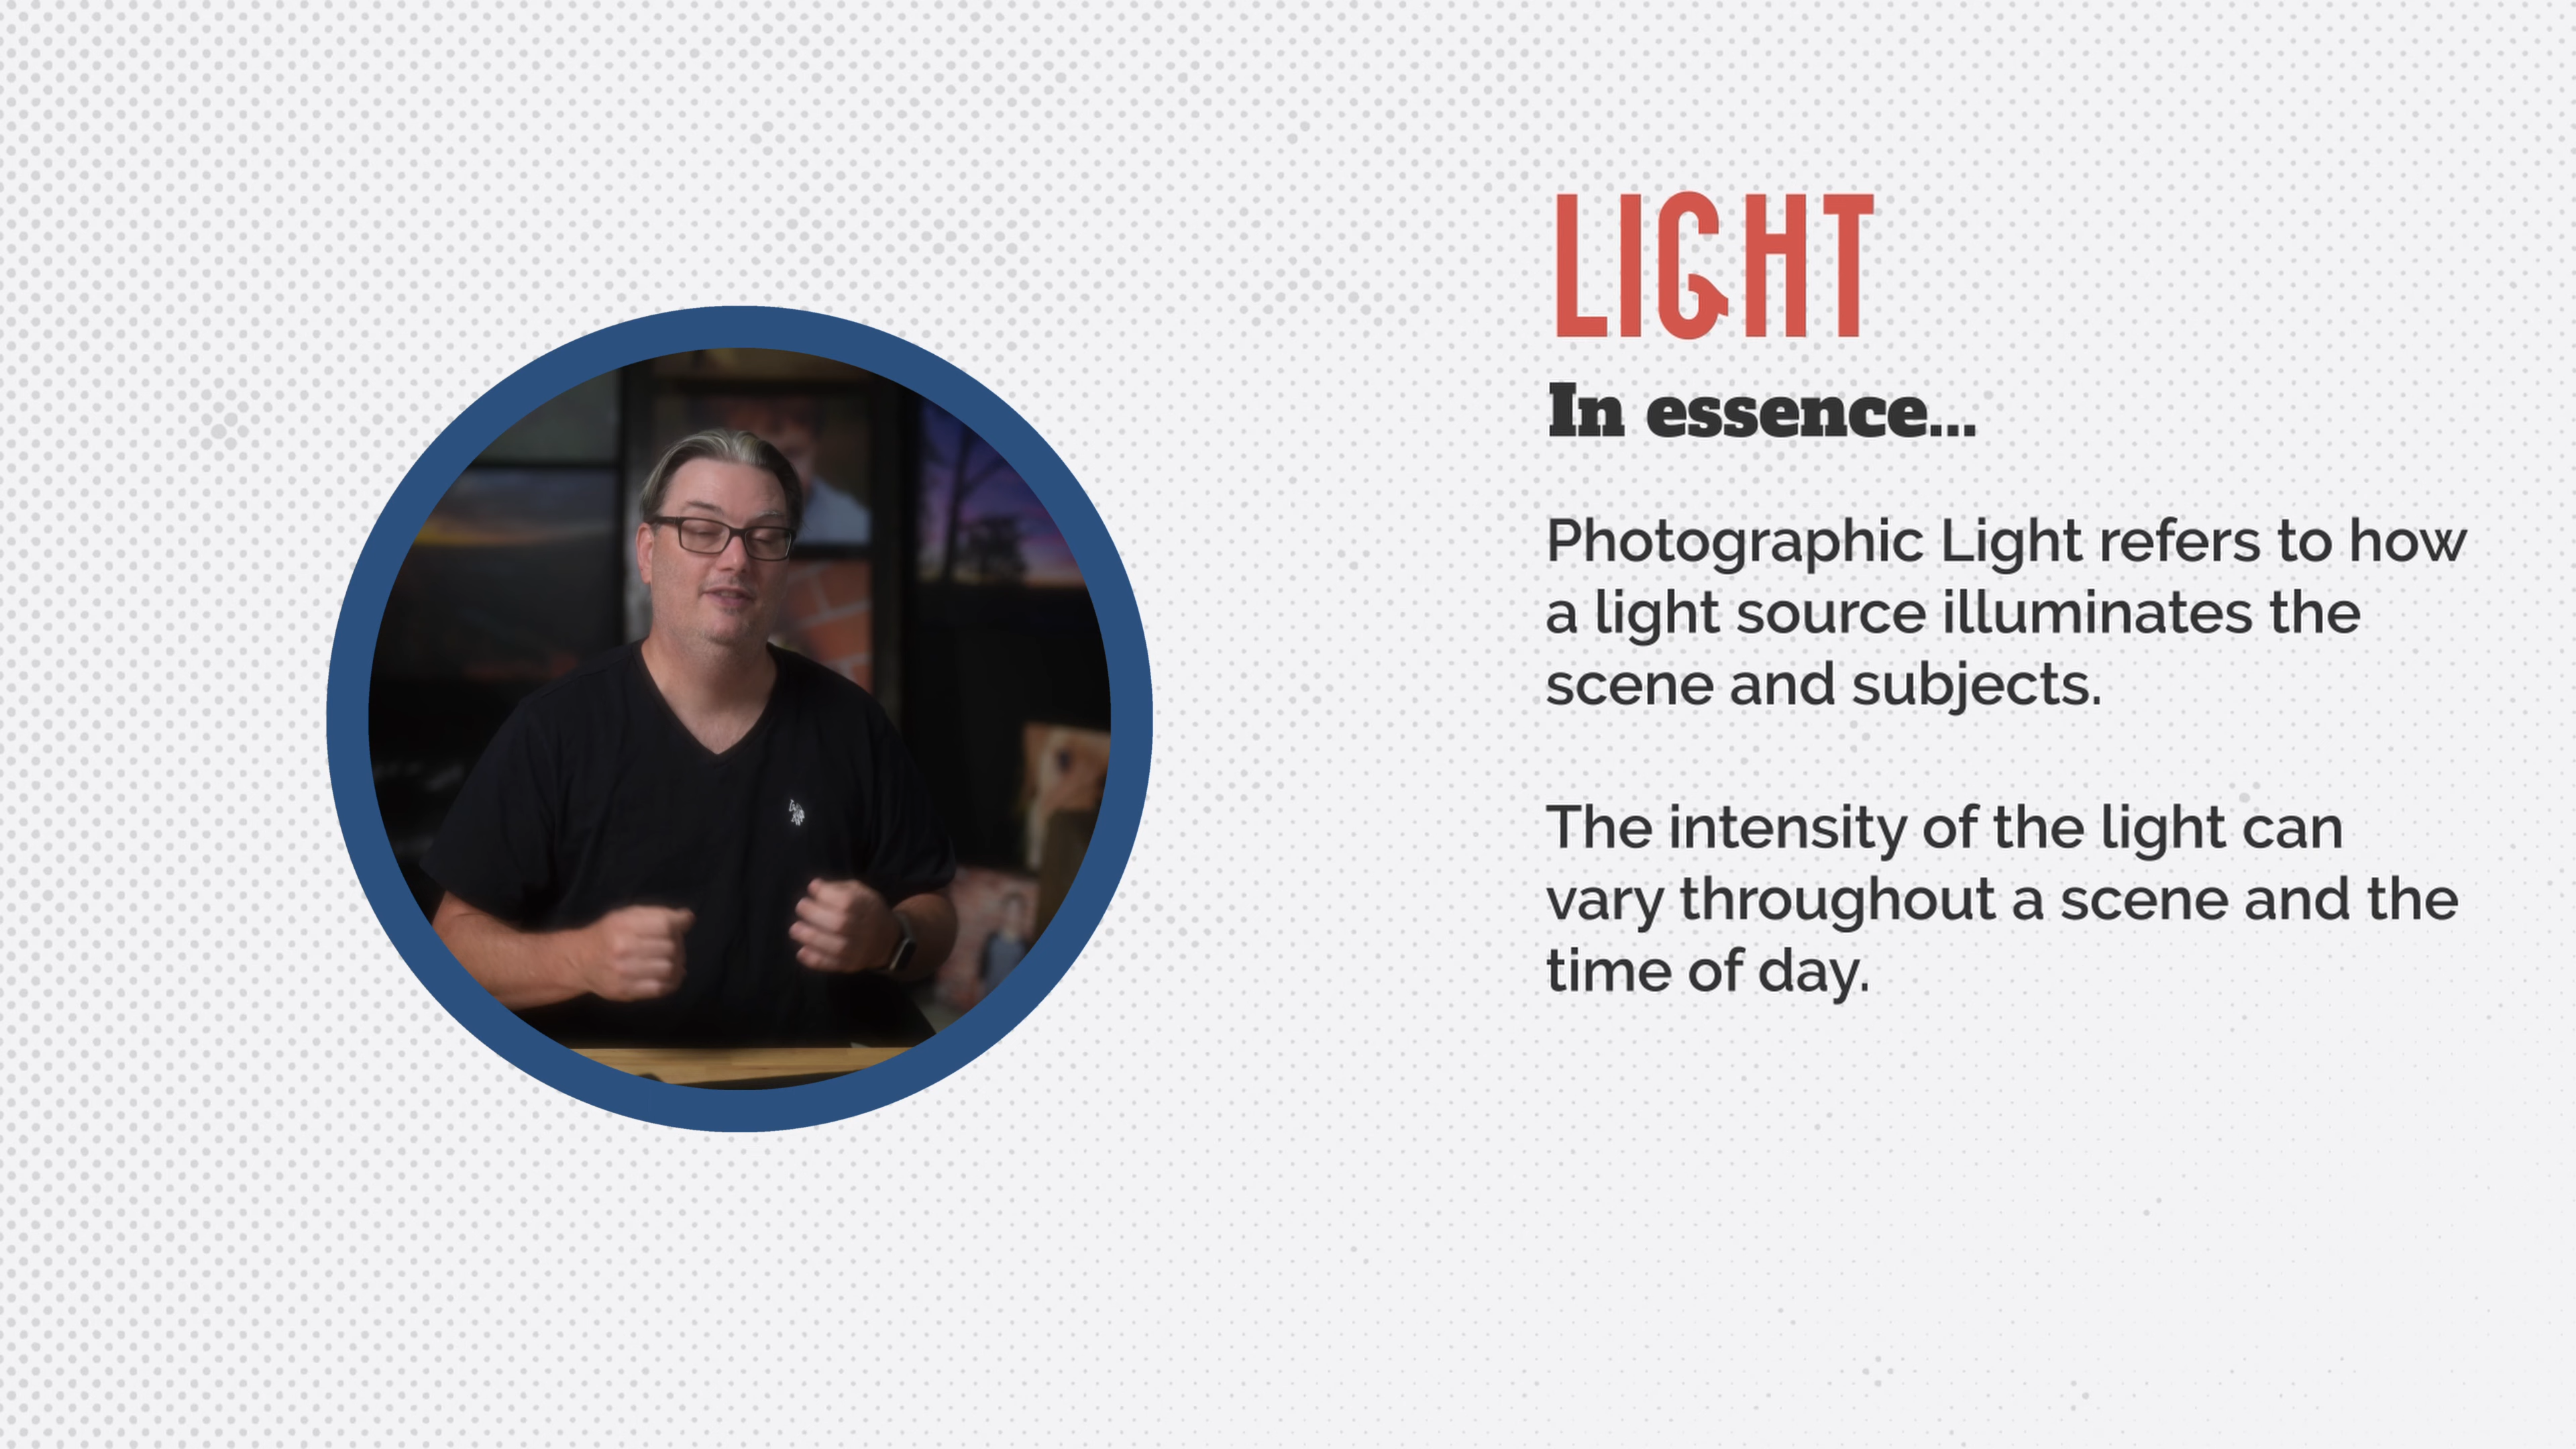 LIGHT
In essence...
Photographic Light refers to how
a light source illuminates the
scene and subjects.
The intensity of the light can
vary throughout a scene and the
time of day.